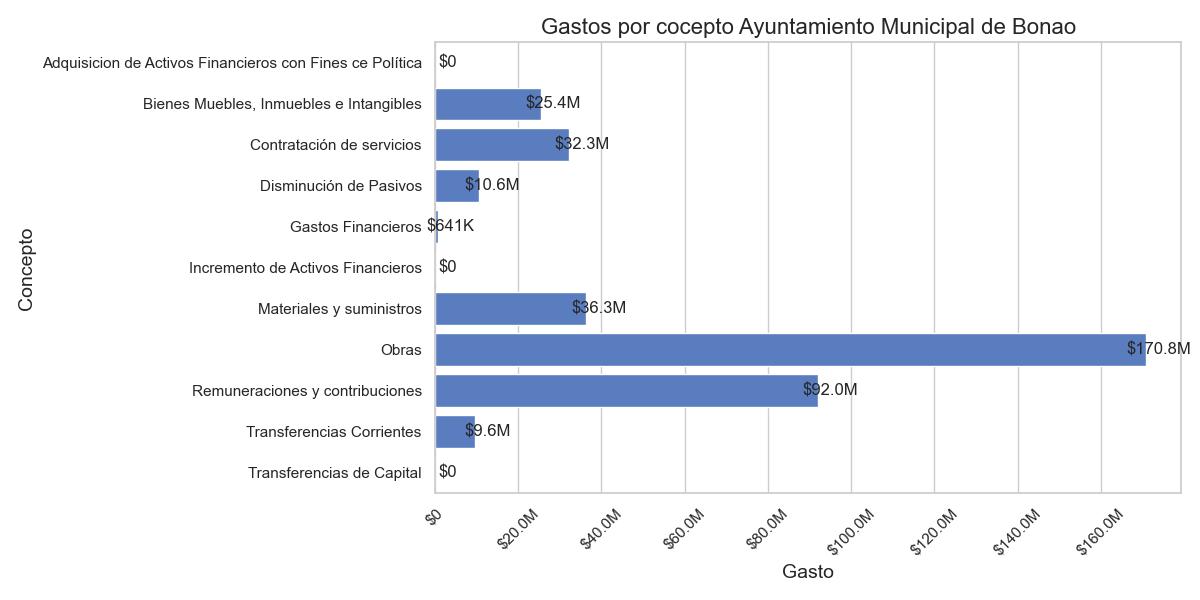 Gastos por cocepto Ayuntamiento Municipal de Bonao
Concepto
Adquisicion de Activos Financieros con Fines ce Política $0
Bienes Muebles, Inmuebles e Intangibles $25.4M
Contratación de servicios $32.3M
Disminución de Pasivos $10.6M
Gastos Financieros $641K
Incremento de Activos Financieros $0
Materiales y suministros $36.3M
Obras $170.8M
Remuneraciones y contribuciones $92.0M
Transferencias Corrientes $9.6M
Transferencias de Capital $0
$0 $20.0M $40.0M $60.0M $80.0M $100.0M $120.0M $140.0M $160.0M
Gasto